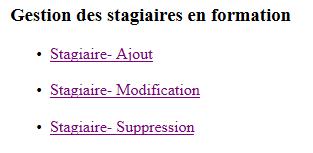 Gestion des stagiaires en formation
• Stagiaire- Ajout
• Stagiaire- Modification
• Stagiaire- Suppression